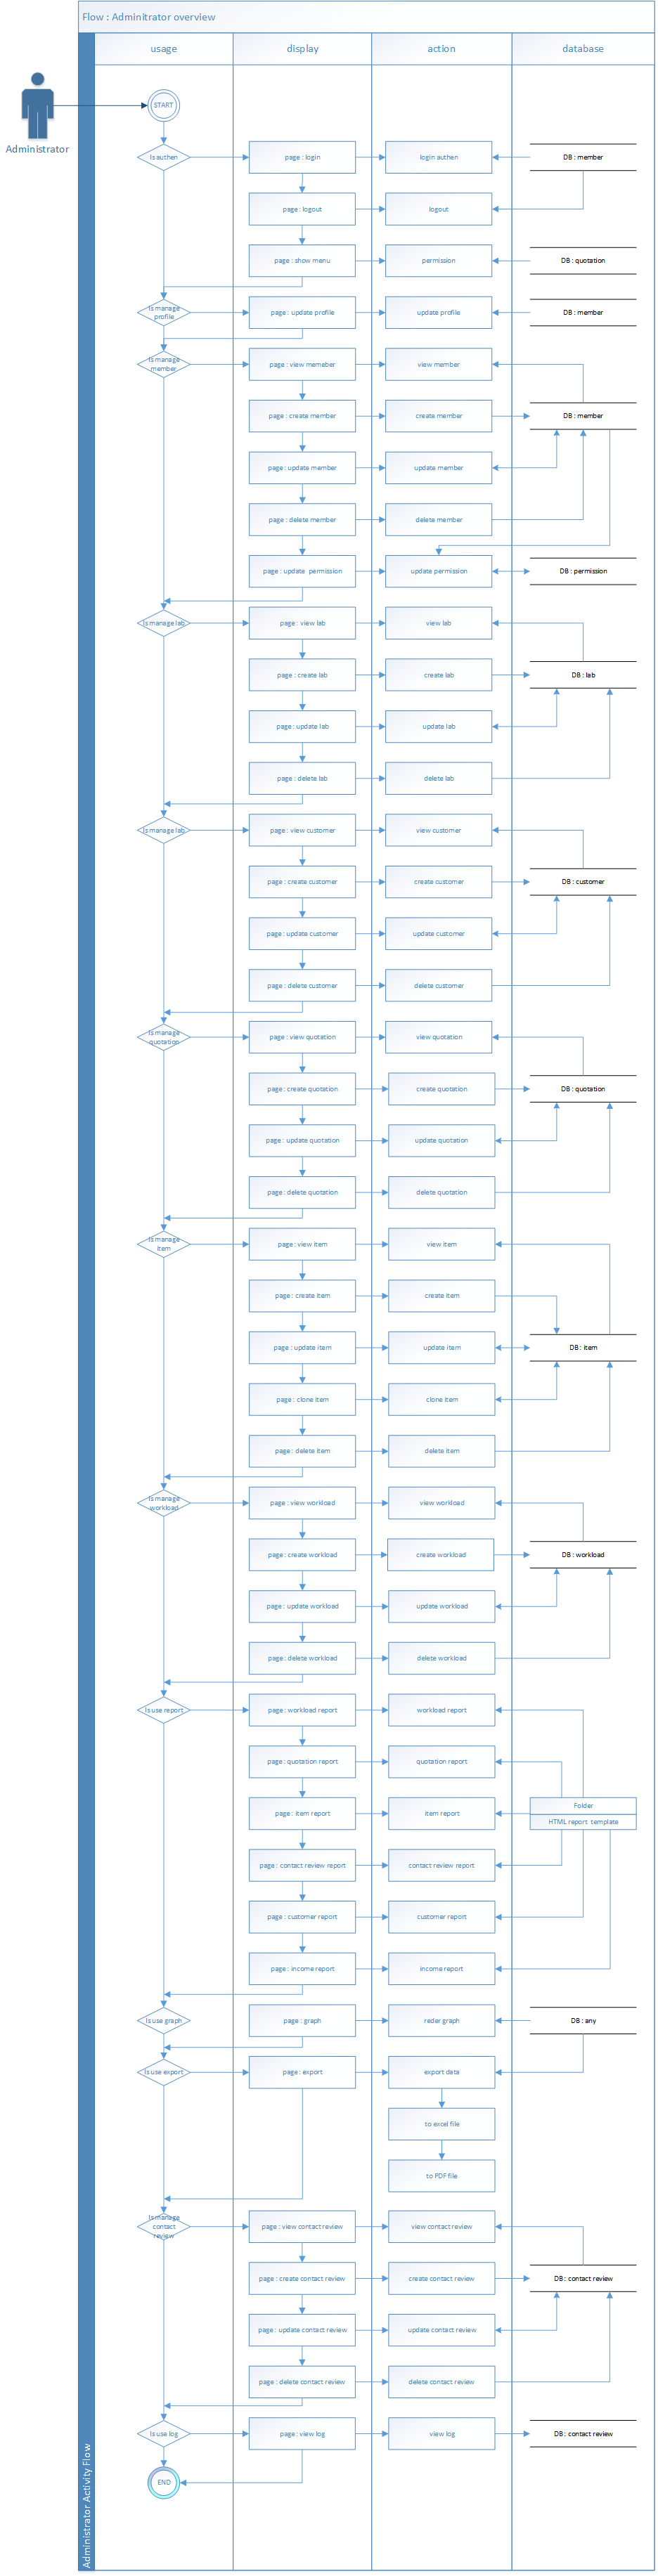 Flow : Adminitrator overview
usage
display
action
database
START
Administrator
Is authen
page : login
login authen
DB : member
page : logout
logout
page : show menu
permission
DB : quotation
Is manage
profile
page : update profile
update profile
DB : member
Is manage
member
page : view memeber
view member
page : create member
create member
DB : member
page : update member
update member
page : delete member
delete member
page : update  permission
update permission
DB : permission
Is manage lab
page : view lab
view lab
page : create lab
create lab
DB : lab
page : update lab
update lab
page : delete lab
delete lab
Is manage lab
page : view customer
view customer
page : create customer
create customer
DB : customer
page : update customer
update customer
page : delete customer
delete customer
Is manage
quotation
page : view quotation
view quotation
page : create quotation
create quotation
DB : quotation
page : update quotation
update quotation
page : delete quotation
delete quotation
Is manage
item
page : view item
view item
page : create item
create item
page : update item
update item
DB : item
page : clone item
clone item
page : delete item
delete item
Is manage
workload
page : view workload
view workload
page : create workload
create workload
DB : workload
page : update workload
update workload
page : delete workload
delete workload
Is use report
page : workload report
workload report
page : quotation report
quotation report
page : item report
item report
Folder
HTML report  template
page : contact review report
contact review report
page : customer report
customer report
page : income report
income report
Is use graph
page : graph
reder graph
DB : any
Is use export
page : export
export data
to excel file
to PDF file
Is manage
contact
review
page : view contact review
view contact review
page : create contact review
create contact review
DB : contact review
page : update contact review
update contact review
page : delete contact review
delete contact review
Is use log
page : view log
view log
DB : contact review
END
Administrator Activity Flow